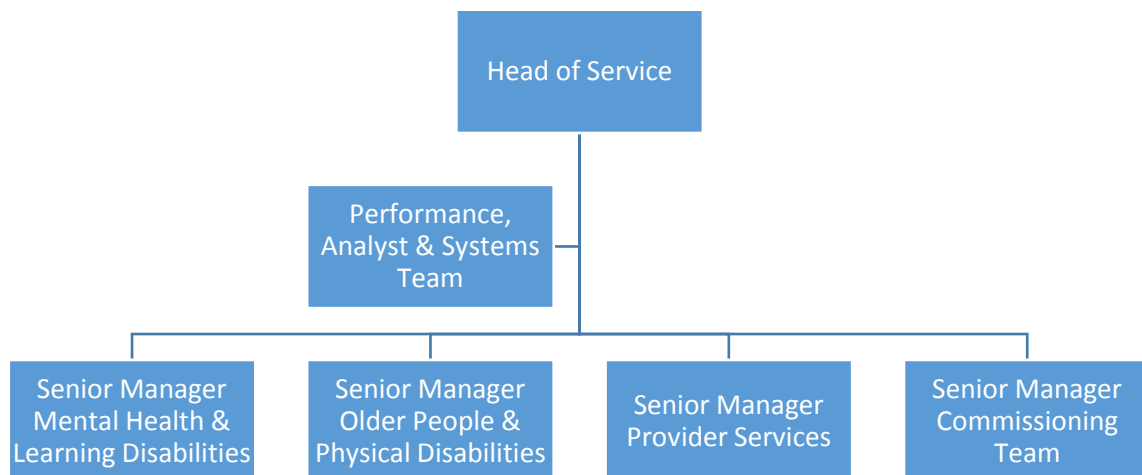 Head of Service
Performance,
Analyst & Systems
Team
Senior Manager
Mental Health &
Learning Disabilities
Senior Manager
Older People &
Physical Disabilities
Senior Manager
Provider Services
Senior Manager
Commissioning
Team